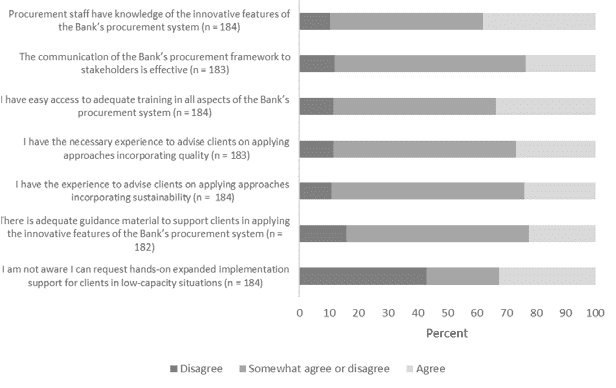 Procurement staff have knowledge of the innovative features of
the Bank's procurement system (n = 184)
The communication of the Bank's procurement framework to
stakeholders is effective (n = 183)
I have easy access to adequate training in all aspects of the Bank's
procurement system (n = 184)
I have the necessary experience to advise clients on applying
approaches incorporating quality (n = 183)
I have the experience to advise clients on applying approaches
incorporating sustainability (n =  184)
There is adequate guidance material to support clients in applying
the innovative features of the Bank's procurement system (n =
182)
I am not aware I can request hands-on expanded implementation
support for clients in low-capacity situations (n = 184)
0 10 20 30 40 50 60 70 80 90 100
Percent
Disagree Somewhat agree or disagree Agree